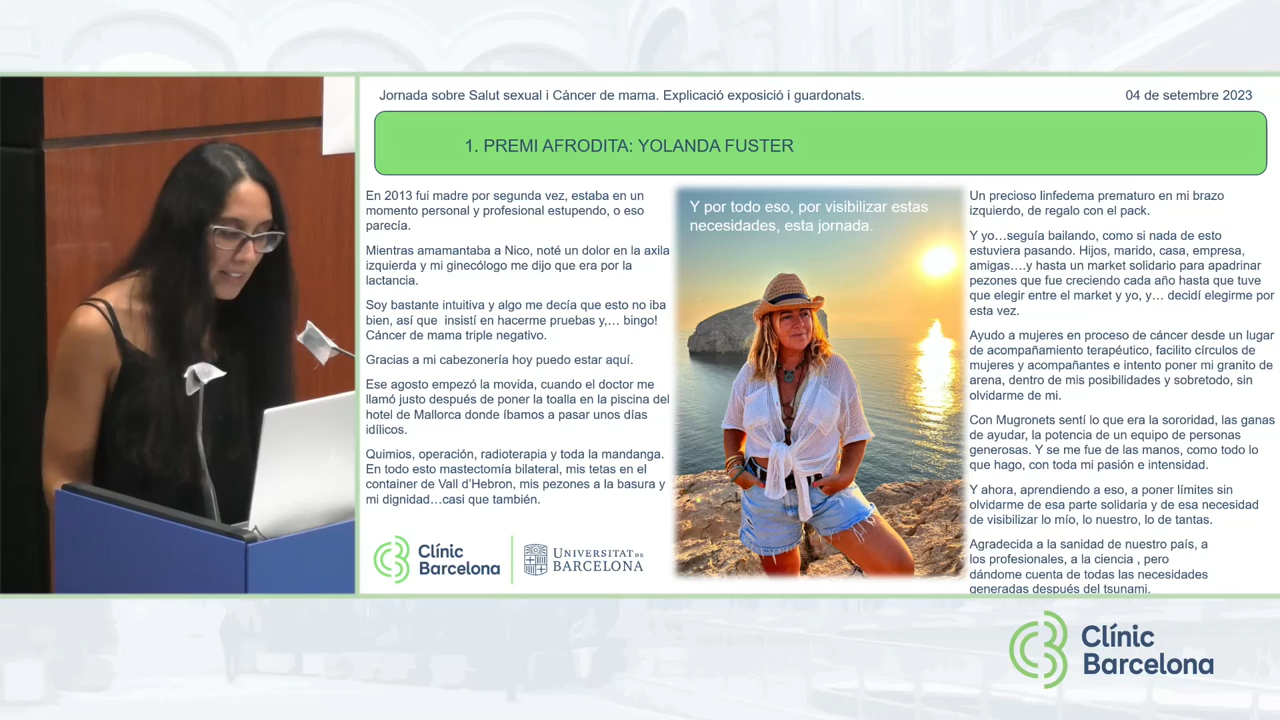 Jornada sobre Salut sexual i Càncer de mama. Explicació exposició i guardonats.
04 de setembre 2023
1. PREMI AFRODITA: YOLANDA FUSTER
En 2013 fui madre por segunda vez, estaba en un
momento personal y profesional estupendo, o eso
parecía.
Mientras amamantaba a Nico, noté un dolor en la axila
izquierda y mi ginecólogo me dijo que era por la
lactancia.
Soy bastante intuitiva y algo me decía que esto no iba
bien, así que insistí en hacerme pruebas y,… bingo!
Cáncer de mama triple negativo.
Gracias a mi cabezonería hoy puedo estar aquí.
Ese agosto empezó la movida, cuando el doctor me
llamó justo después de poner la toalla en la piscina del
hotel de Mallorca donde íbamos a pasar unos días
idílicos.
Quimios, operación, radioterapia y toda la mandanga.
En todo esto mastectomía bilateral, mis tetas en el
container de Vall d’Hebron, mis pezones a la basura y
mi dignidad…casi que también.
Y por todo eso, por visibilizar estas
necesidades, esta jornada.
Un precioso linfedema prematuro en mi brazo
izquierdo, de regalo con el pack.
Y yo…seguía bailando, como si nada de esto
estuviera pasando. Hijos, marido, casa, empresa,
amigas….y hasta un market solidario para apadrinar
pezones que fue creciendo cada año hasta que tuve
que elegir entre el market y yo, y… decidí elegirme por
esta vez.
Ayudo a mujeres en proceso de cáncer desde un lugar
de acompañamiento terapéutico, facilito círculos de
mujeres y acompañantes e intento poner mi granito de
arena, dentro de mis posibilidades y sobretodo, sin
olvidarme de mi.
Con Mugronets sentí lo que era la sororidad, las ganas
de ayudar, la potencia de un equipo de personas
generosas. Y se me fue de las manos, como todo lo
que hago, con toda mi pasión e intensidad.
Y ahora, aprendiendo a eso, a poner límites sin
olvidarme de esa parte solidaria y de esa necesidad
de visibilizar lo mío, lo nuestro, lo de tantas.
Agradecida a la sanidad de nuestro país, a
los profesionales, a la ciencia , pero
dándome cuenta de todas las necesidades
generadas después del tsunami.
Clínic
Barcelona
UNIVERSITAT DE
BARCELONA
Clínic
Barcelona